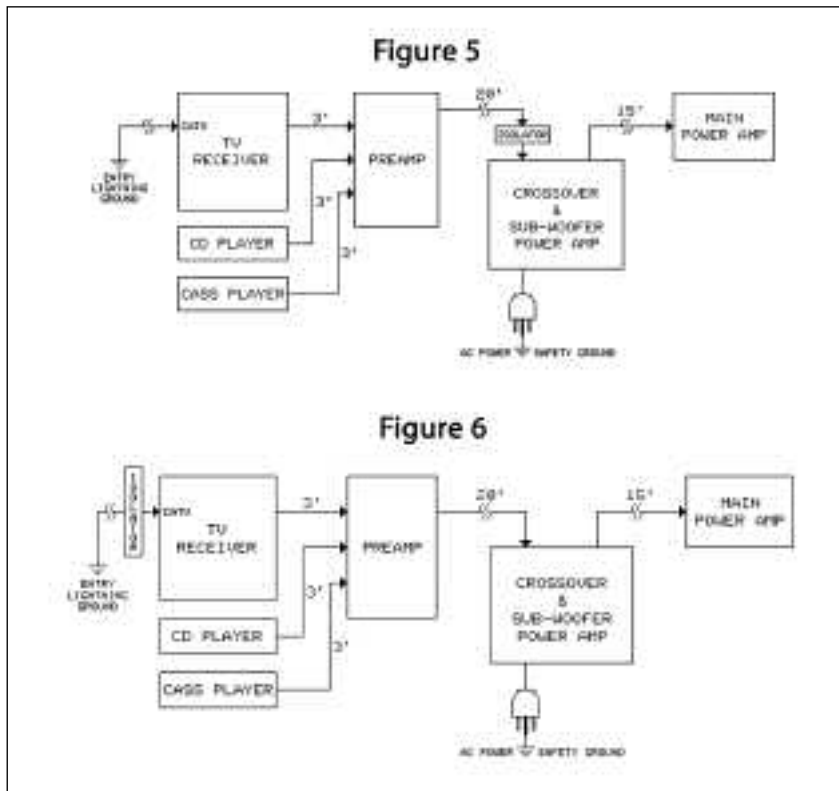 Figure 5
CATV
TV
RECEIVER
3'
PREAMP
20'
ISOLATOR
15'
MAIN
POWER AMP
ENTRY
LIGHTNING
GROUND
3'
CD PLAYER
3'
CASS PLAYER
CROSSOVER
&
SUB-WOOFER
POWER AMP
AC POWER SAFETY GROUND
Figure 6
CATV
TV
RECEIVER
3'
PREAMP
20'
15'
MAIN
POWER AMP
ENTRY
LIGHTNING
GROUND
3'
CD PLAYER
3'
CASS PLAYER
CROSSOVER
&
SUB-WOOFER
POWER AMP
AC POWER SAFETY GROUND